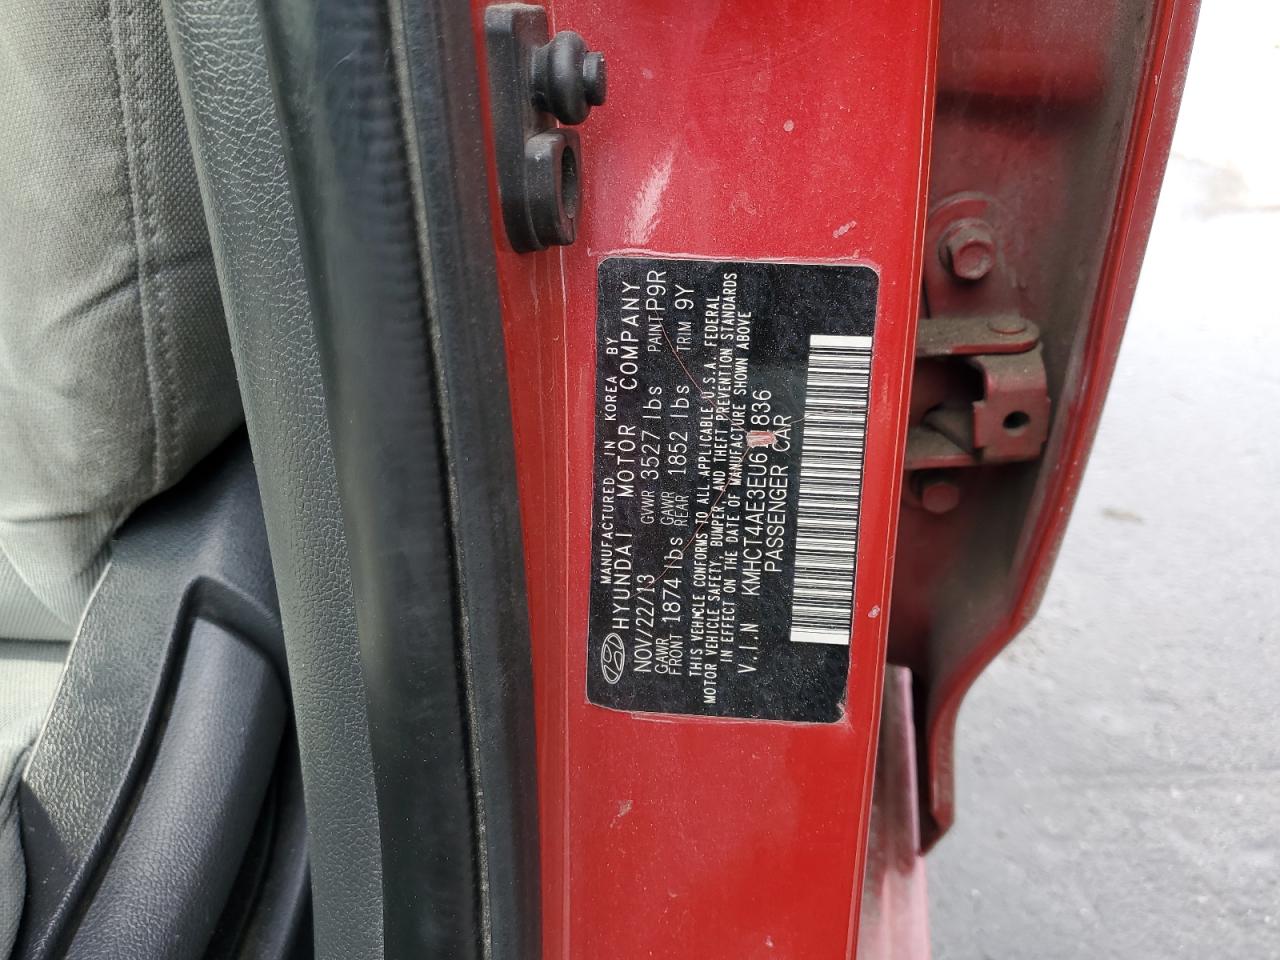 MANUFACTURED IN KOREA BY
HYUNDAI MOTOR COMPANY
NOV/22/13 GVWR 3527 lbs PAINT P9R
GAWR FRONT 1874 lbs GAWR REAR 1852 lbs TRIM 9Y
THIS VEHICLE CONFORMS TO ALL APPLICABLE U.S.A. FEDERAL
MOTOR VEHICLE SAFETY, BUMPER, AND THEFT PREVENTION STANDARDS
IN EFFECT ON THE DATE OF MANUFACTURE SHOWN ABOVE
V.I.N KMHCT4AE3EU6 836
PASSENGER CAR